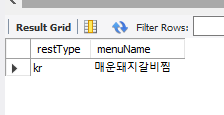 Result Grid Filter Rows:
restType menuName
kr 매운돼지갈비찜